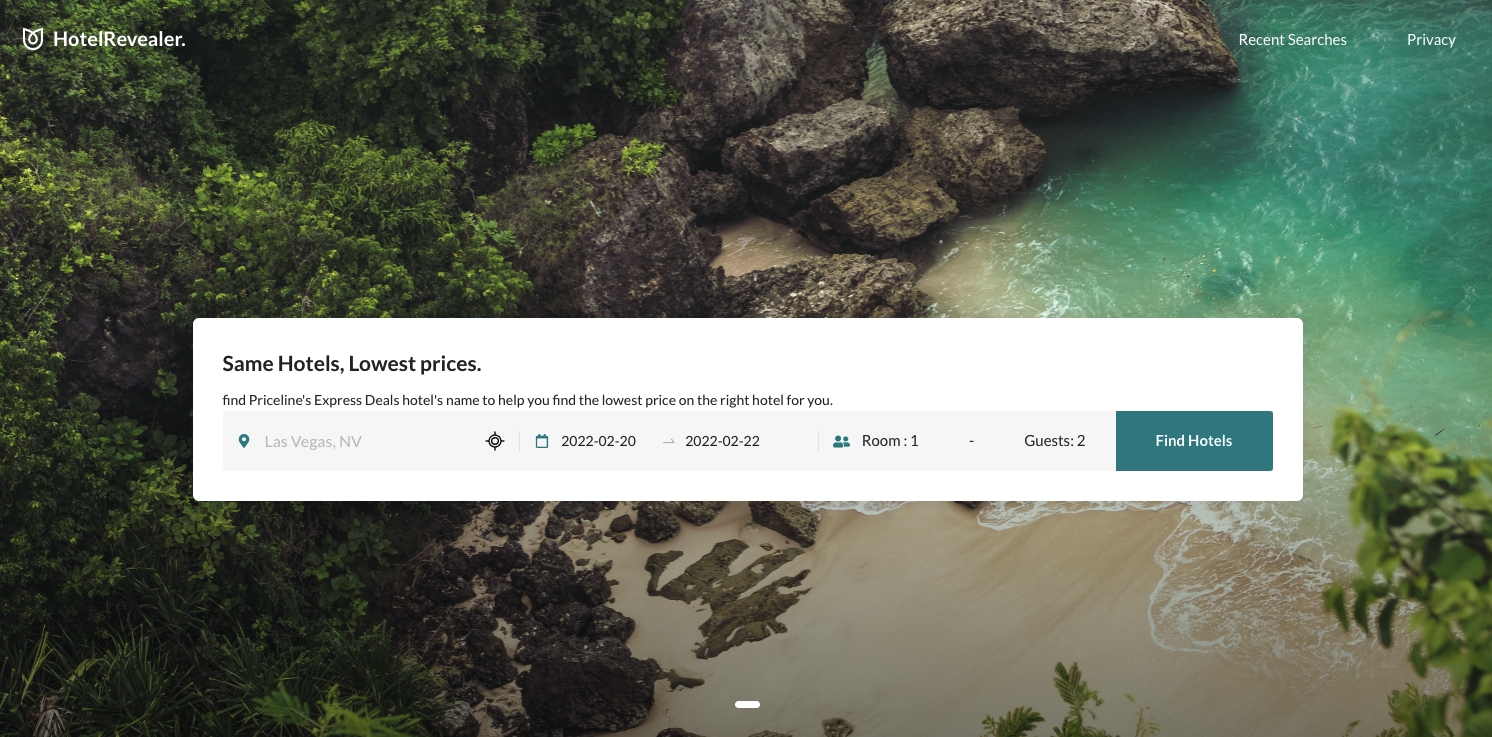 HotelRevealer.
Recent Searches
Privacy
Same Hotels, Lowest prices.
find Priceline's Express Deals hotel's name to help you find the lowest price on the right hotel for you.
Las Vegas, NV
2022-02-20
2022-02-22
Room : 1
-
Guests: 2
Find Hotels